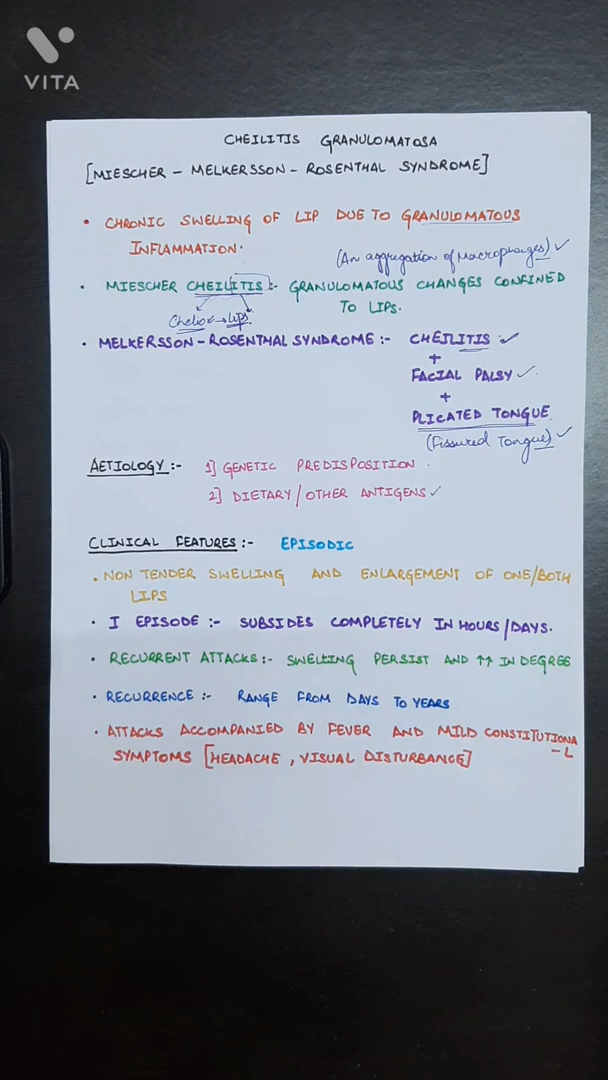 VITA
CHEILITIS GRANULOMATOSA
[MIESCHER - MELKERSSON - ROSENTHAL SYNDROME]
• CHRONIC SWELLING OF LIP DUE TO GRANULOMATOUS
INFLAMMATION.
(An aggregation of Macrophages) ✓
• MIESCHER CHEILITIS :- GRANULOMATOUS CHANGES CONFINED
TO LIPS.
→ Lips.
• MELKERSSON - ROSENTHAL SYNDROME :- CHEILITIS ✓
+
FACIAL PALSY ✓
+
PLICATED TONGUE
(Fissured Tongue) ✓
AETIOLOGY :- 1] GENETIC PREDISPOSITION
2] DIETARY / OTHER ANTIGENS ✓
CLINICAL FEATURES :- EPISODIC
• NON TENDER SWELLING AND ENLARGEMENT OF ONE/BOTH
LIPS
• I EPISODE :- SUBSIDES COMPLETELY IN HOURS/DAYS.
• RECURRENT ATTACKS :- SWELLING PERSIST AND ↑↑ IN DEGREE
• RECURRENCE :- RANGE FROM DAYS TO YEARS
• ATTACKS ACCOMPANIED BY FEVER AND MILD CONSTITUTIONA
-L
SYMPTOMS [HEADACHE, VISUAL DISTURBANCE]